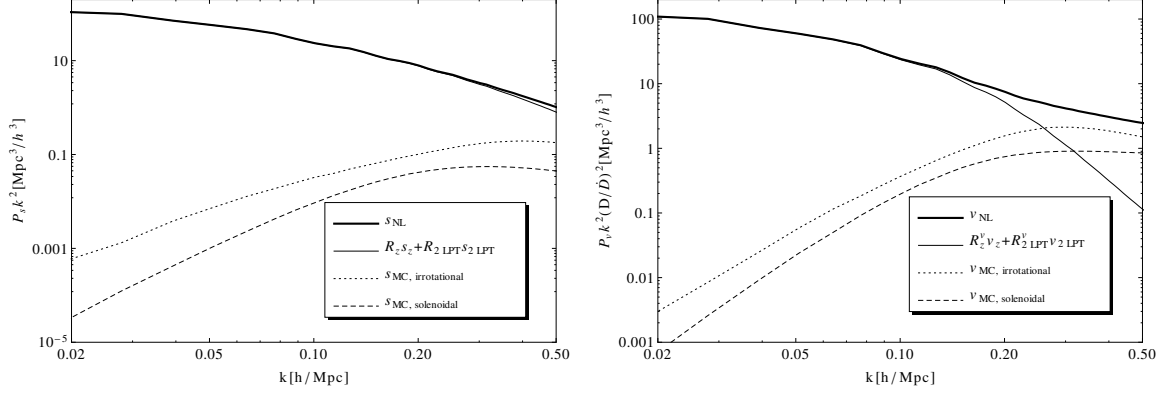 10
0.1
0.001
10^-5
0.02 0.05 0.10 0.20 0.50
k [h / Mpc]
P_s k^2 [Mpc^3/h^3]
s_NL
R_z s_z + R_2 LPT s_2 LPT
s_MC, irrotational
s_MC, solenoidal
100
10
1
0.1
0.01
0.001
0.02 0.05 0.10 0.20 0.50
k [h / Mpc]
P_v k^2 (D/Ḋ)^2 [Mpc^3/h^3]
v_NL
R_z^v v_z + R_2 LPT^v v_2 LPT
v_MC, irrotational
v_MC, solenoidal